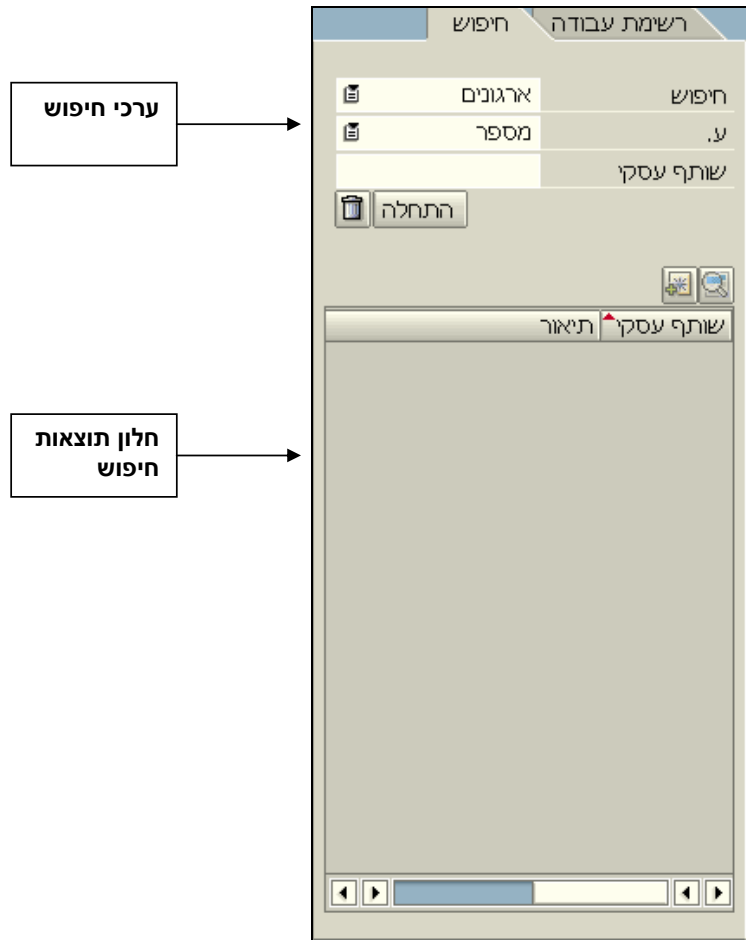 רשימת עבודה
חיפוש
חיפוש ארגונים
ע. מספר
שותף עסקי
התחלה
שותף עסקי תיאור
ערכי חיפוש
חלון תוצאות
חיפוש